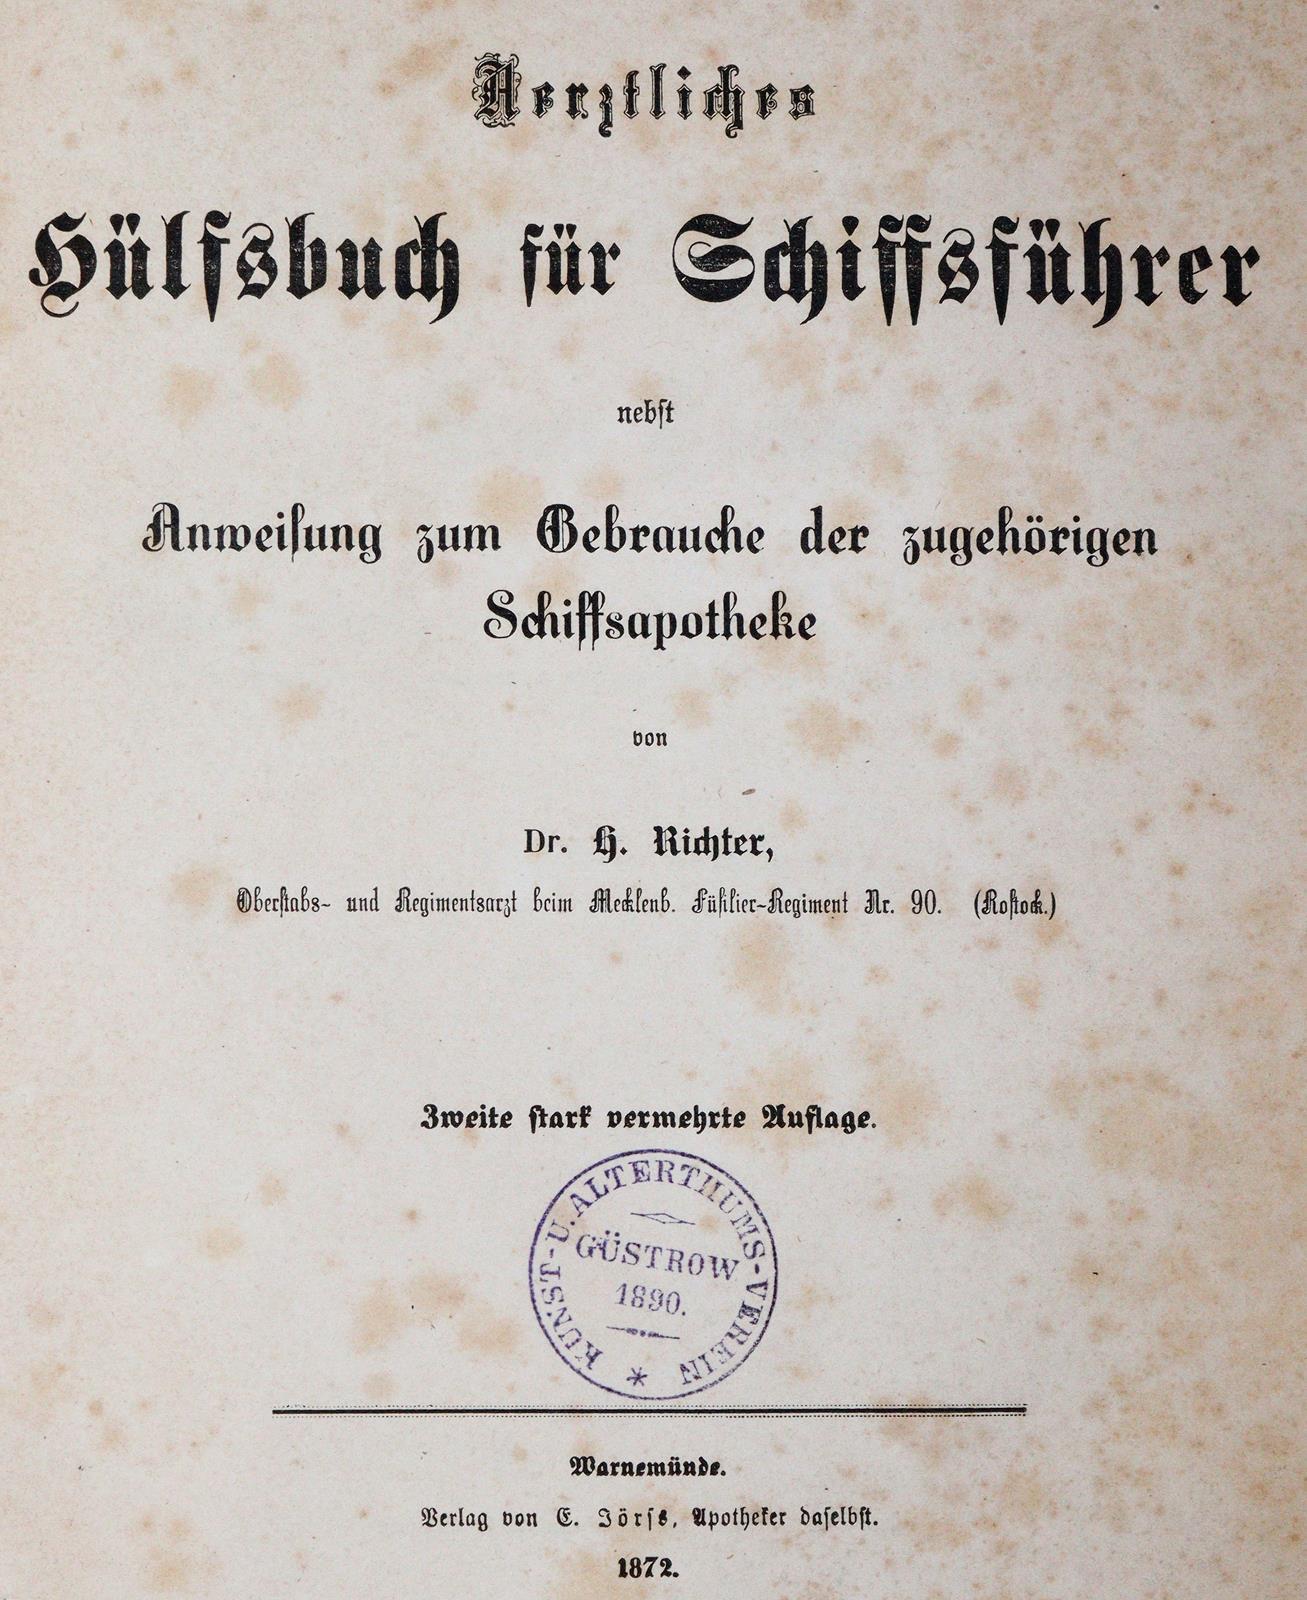 Aerztliches
Hülfsbuch für Schiffsführer
nebst
Anweisung zum Gebrauche der zugehörigen
Schiffsapotheke
von
Dr. H. Richter,
Oberstabs- und Regimentsarzt beim Mecklenb. Füsilier-Regiment Nr. 90. (Rostock.)
Zweite stark vermehrte Auflage.
KUNST- U. ALTERTHUMS-VEREIN
GÜSTROW
1890.
Warnemünde.
Verlag von E. Jörss, Apotheker daselbst.
1872.